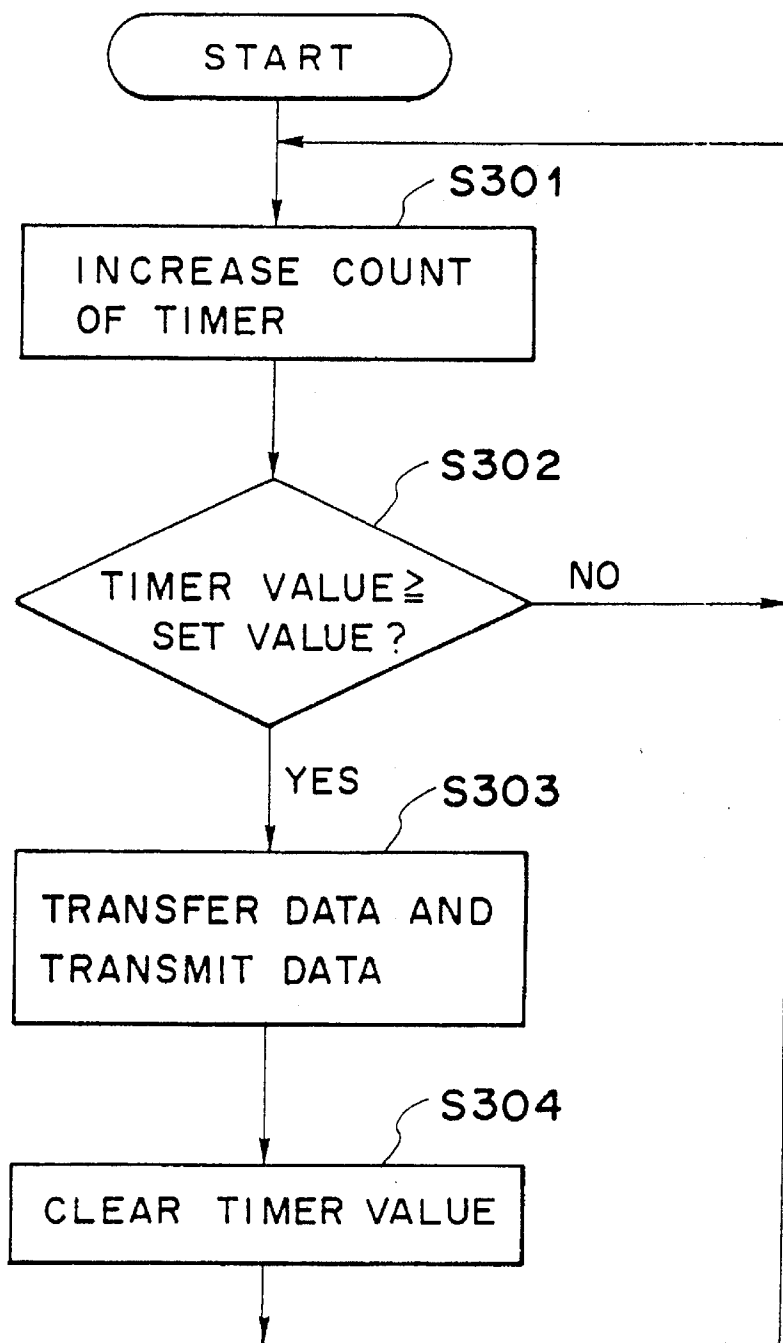 START
S301
INCREASE COUNT
OF TIMER
S302
TIMER VALUE ≧
SET VALUE?
NO
YES
S303
TRANSFER DATA AND
TRANSMIT DATA
S304
CLEAR TIMER VALUE